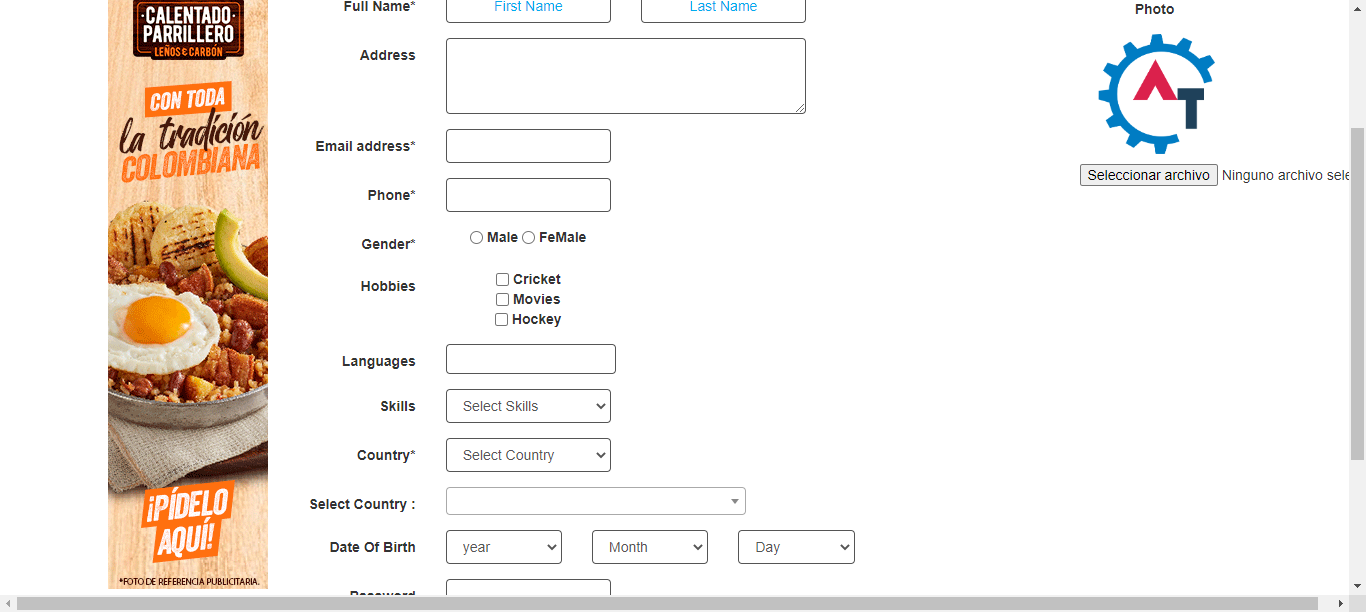 ·CALENTADO·
PARRILLERO
LEÑOS & CARBÓN
CON TODA
la tradición
COLOMBIANA
¡PÍDELO
AQUÍ!
*FOTO DE REFERENCIA PUBLICITARIA.
Full Name* First Name Last Name
Address
Email address*
Phone*
Gender* Male FeMale
Hobbies Cricket
Movies
Hockey
Languages
Skills Select Skills
Country* Select Country
Select Country :
Date Of Birth year Month Day
Password
Photo
AT
Seleccionar archivo Ninguno archivo sele